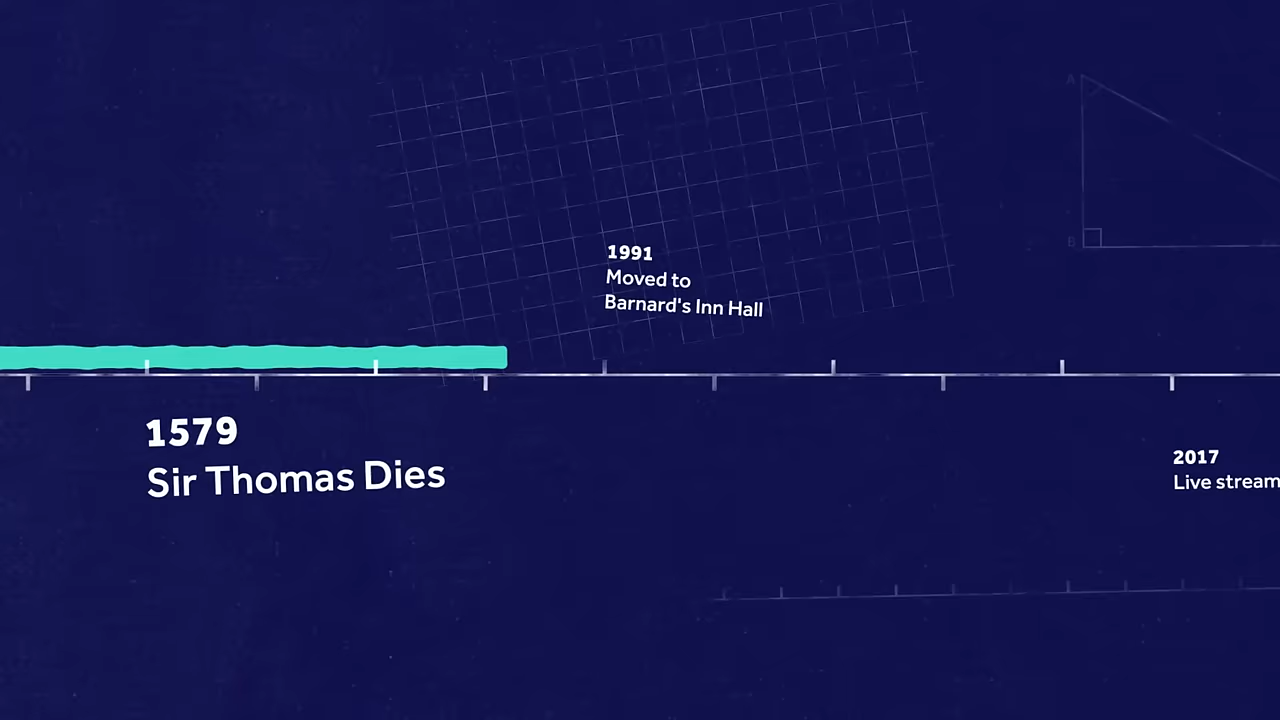 1991
Moved to
Barnard's Inn Hall
1579
Sir Thomas Dies
2017
Live stream
A
B